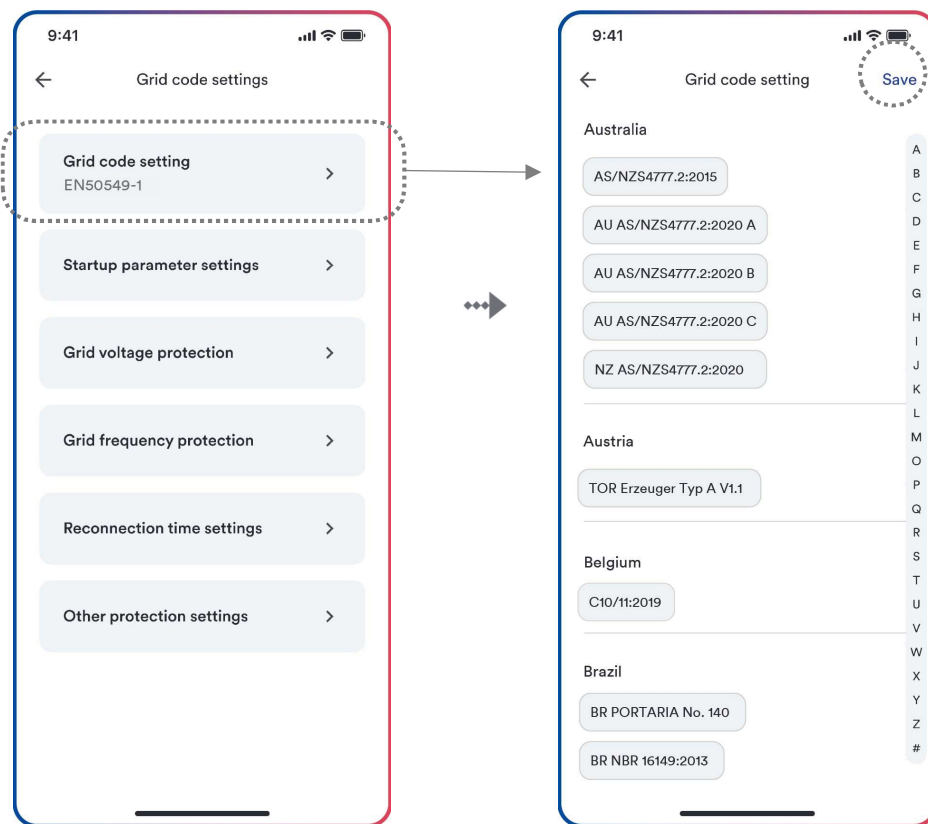 9:41
Grid code settings
Grid code setting
EN50549-1
Startup parameter settings
Grid voltage protection
Grid frequency protection
Reconnection time settings
Other protection settings
9:41
Grid code setting
Save
Australia
AS/NZS4777.2:2015
AU AS/NZS4777.2:2020 A
AU AS/NZS4777.2:2020 B
AU AS/NZS4777.2:2020 C
NZ AS/NZS4777.2:2020
Austria
TOR Erzeuger Typ A V1.1
Belgium
C10/11:2019
Brazil
BR PORTARIA No. 140
BR NBR 16149:2013
A
B
C
D
E
F
G
H
I
J
K
L
M
O
P
Q
R
S
T
U
V
W
X
Y
Z
#